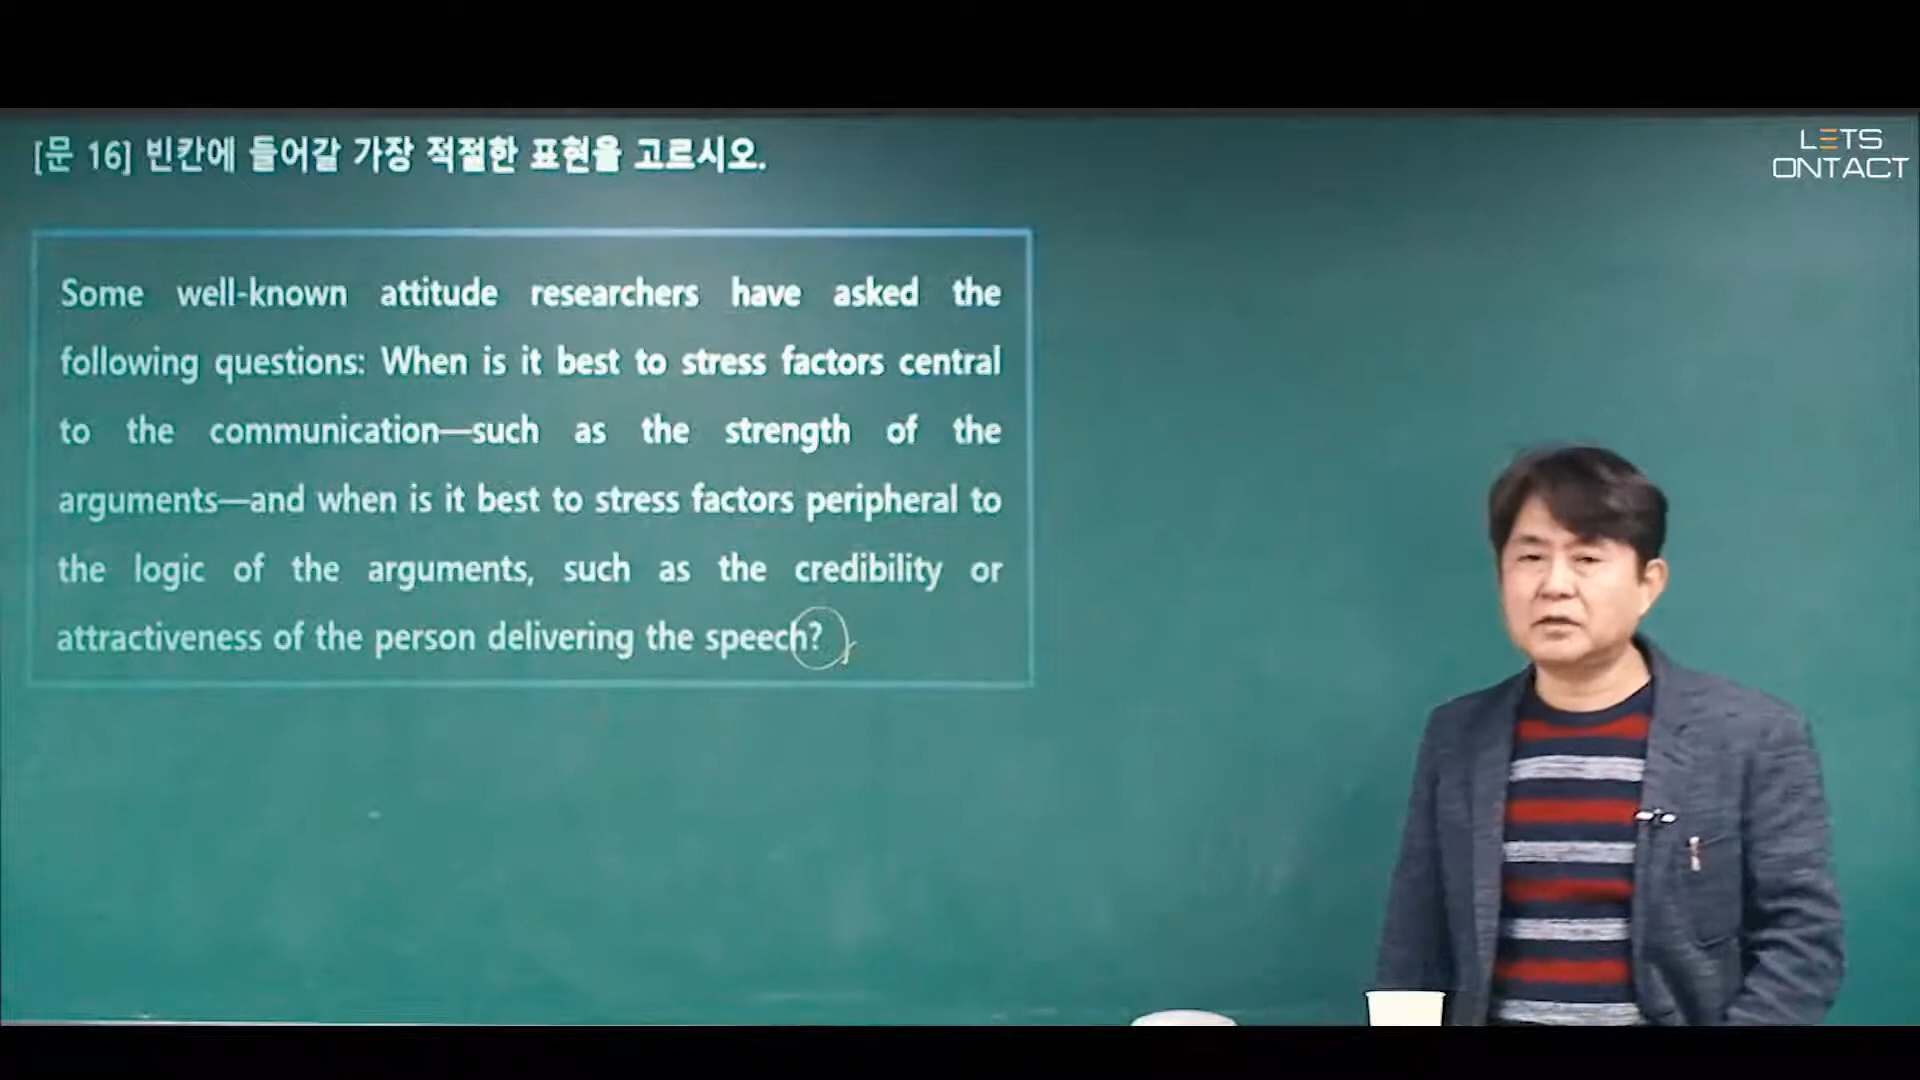 [문 16] 빈칸에 들어갈 가장 적절한 표현을 고르시오.
LETS
ONTACT
Some well-known attitude researchers have asked the
following questions: When is it best to stress factors central
to the communication—such as the strength of the
arguments—and when is it best to stress factors peripheral to
the logic of the arguments, such as the credibility or
attractiveness of the person delivering the speech?